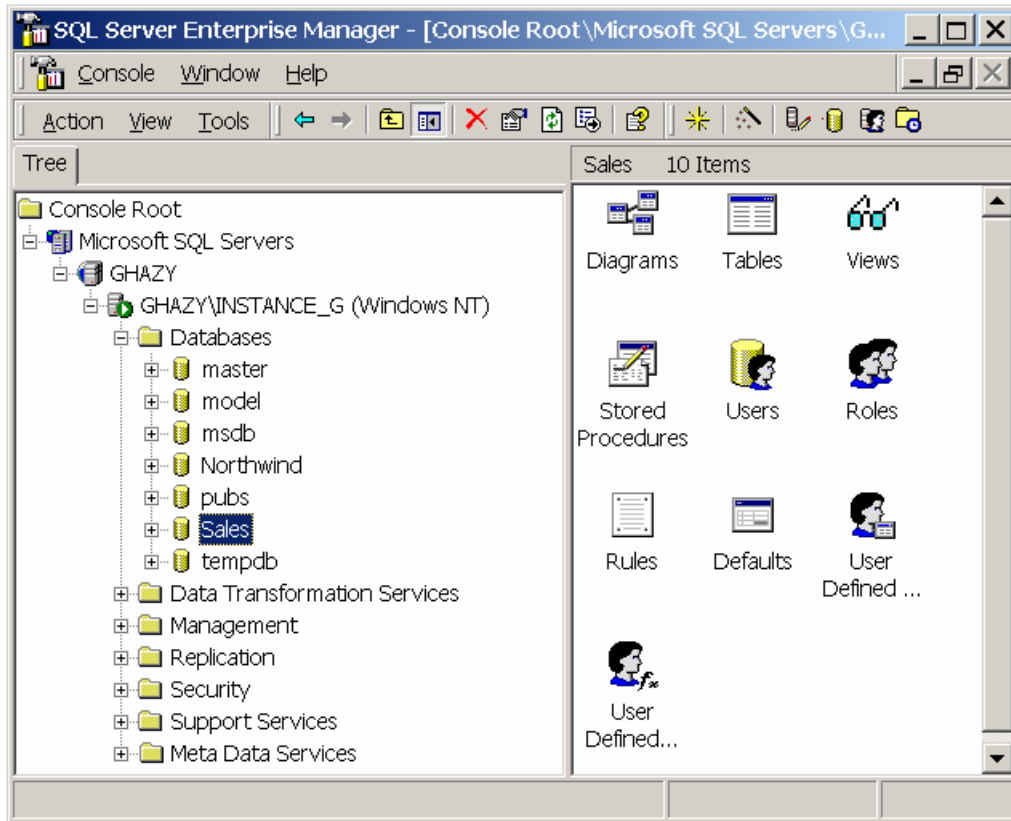 SQL Server Enterprise Manager - [Console Root\Microsoft SQL Servers\G...
Console Window Help
Action View Tools
Tree
Sales 10 Items
Console Root
Microsoft SQL Servers
GHAZY
GHAZY\INSTANCE_G (Windows NT)
Databases
master
model
msdb
Northwind
pubs
Sales
tempdb
Data Transformation Services
Management
Replication
Security
Support Services
Meta Data Services
Diagrams
Tables
Views
Stored
Procedures
Users
Roles
Rules
Defaults
User
Defined ...
User
Defined...